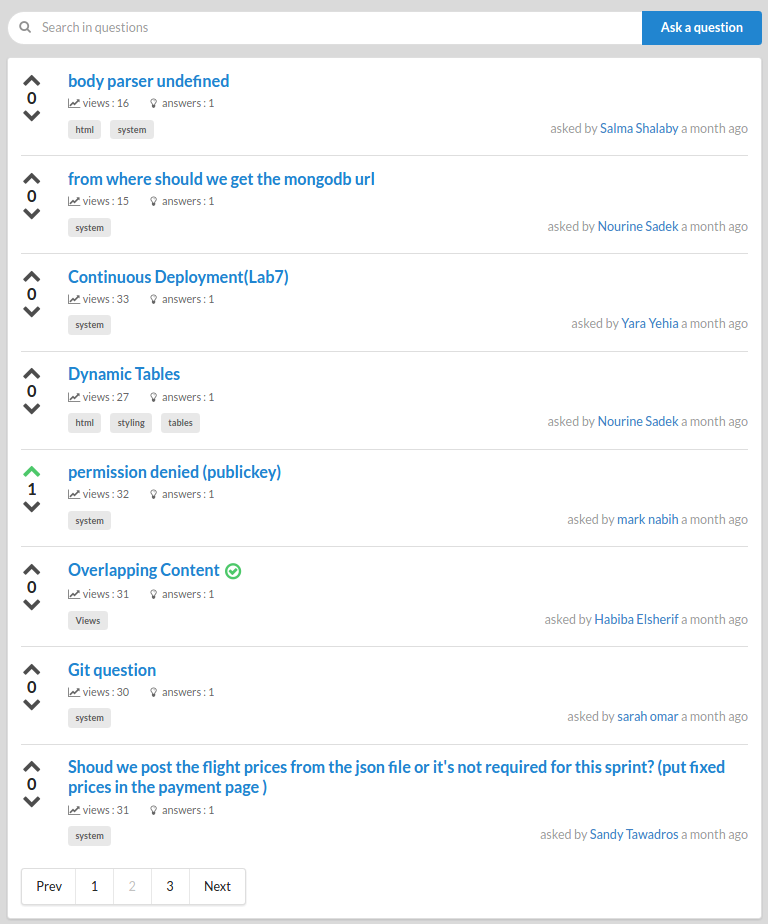 Search in questions
Ask a question
body parser undefined
0
views : 16 answers : 1
html system
asked by Salma Shalaby a month ago
from where should we get the mongodb url
0
views : 15 answers : 1
system
asked by Nourine Sadek a month ago
Continuous Deployment(Lab7)
0
views : 33 answers : 1
system
asked by Yara Yehia a month ago
Dynamic Tables
0
views : 27 answers : 1
html styling tables
asked by Nourine Sadek a month ago
permission denied (publickey)
1
views : 32 answers : 1
system
asked by mark nabih a month ago
Overlapping Content
0
views : 31 answers : 1
Views
asked by Habiba Elsherif a month ago
Git question
0
views : 30 answers : 1
system
asked by sarah omar a month ago
Shoud we post the flight prices from the json file or it's not required for this sprint? (put fixed
0
prices in the payment page )
views : 31 answers : 1
system
asked by Sandy Tawadros a month ago
Prev 1 2 3 Next